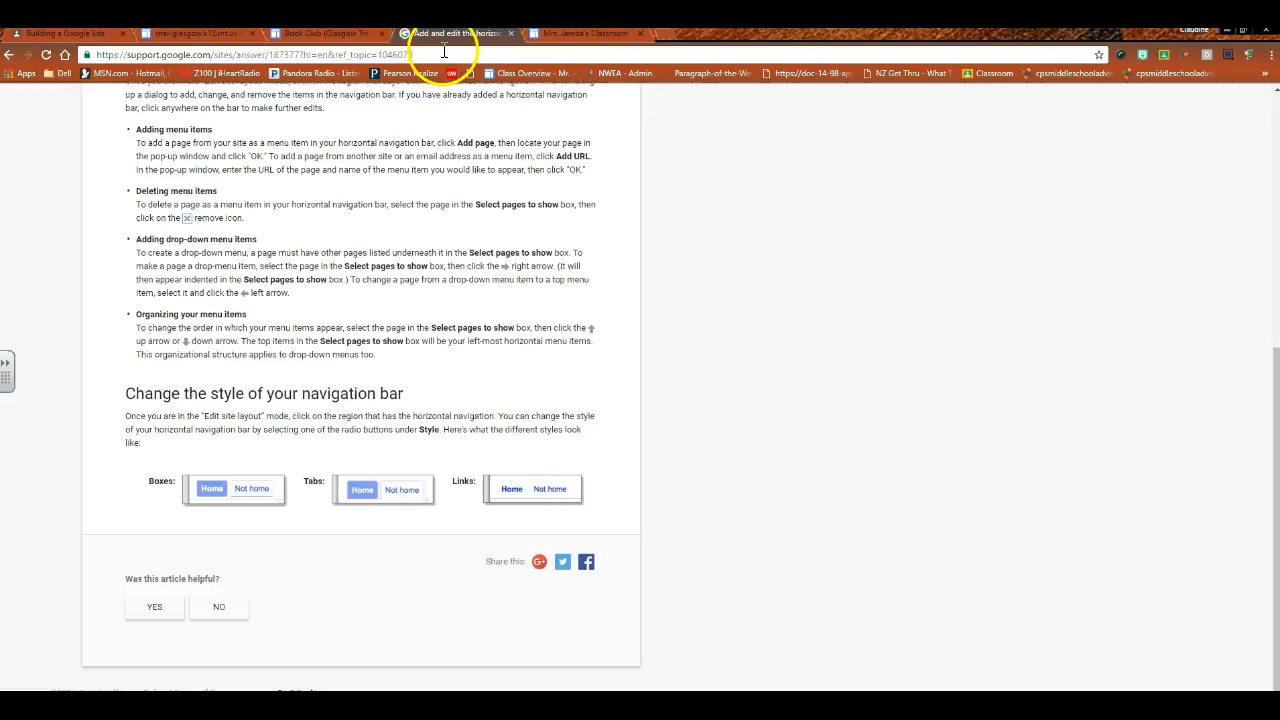 Building a Google Site
mail.glasgow.k12.mt.us
Book Club (Glasgow Tre
Add and edit the horizon
Mrs. Jamba's Classroom
Claudine
https://support.google.com/sites/answer/187377?hl=en&ref_topic=1046073
Apps
Dell
MSN.com - Hotmail,
Z100 | iHeartRadio
Pandora Radio - Liste
Pearson Realize
Class Overview - Mr.
NWEA - Admin
Paragraph-of-the-We
https://doc-14-98-ap
NZ Get Thru - What T
Classroom
cpsmiddleschooladvi
cpsmiddleschooladvi
up a dialog to add, change, and remove the items in the navigation bar. If you have already added a horizontal navigation
bar, click anywhere on the bar to make further edits.
Adding menu items
To add a page from your site as a menu item in your horizontal navigation bar, click Add page, then locate your page in
the pop-up window and click "OK." To add a page from another site or an email address as a menu item, click Add URL.
In the pop-up window, enter the URL of the page and name of the menu item you would like to appear, then click "OK."
Deleting menu items
To delete a page as a menu item in your horizontal navigation bar, select the page in the Select pages to show box, then
click on the remove icon.
Adding drop-down menu items
To create a drop-down menu, a page must have other pages listed underneath it in the Select pages to show box. To
make a page a drop-menu item, select the page in the Select pages to show box, then click the right arrow. (It will
then appear indented in the Select pages to show box.) To change a page from a drop-down menu item to a top menu
item, select it and click the left arrow.
Organizing your menu items
To change the order in which your menu items appear, select the page in the Select pages to show box, then click the
up arrow or down arrow. The top items in the Select pages to show box will be your left-most horizontal menu items.
This organizational structure applies to drop-down menus too.
Change the style of your navigation bar
Once you are in the "Edit site layout" mode, click on the region that has the horizontal navigation. You can change the style
of your horizontal navigation bar by selecting one of the radio buttons under Style. Here's what the different styles look
like:
Boxes: Home Not home Tabs: Home Not home Links: Home Not home
Share this:
Was this article helpful?
YES NO